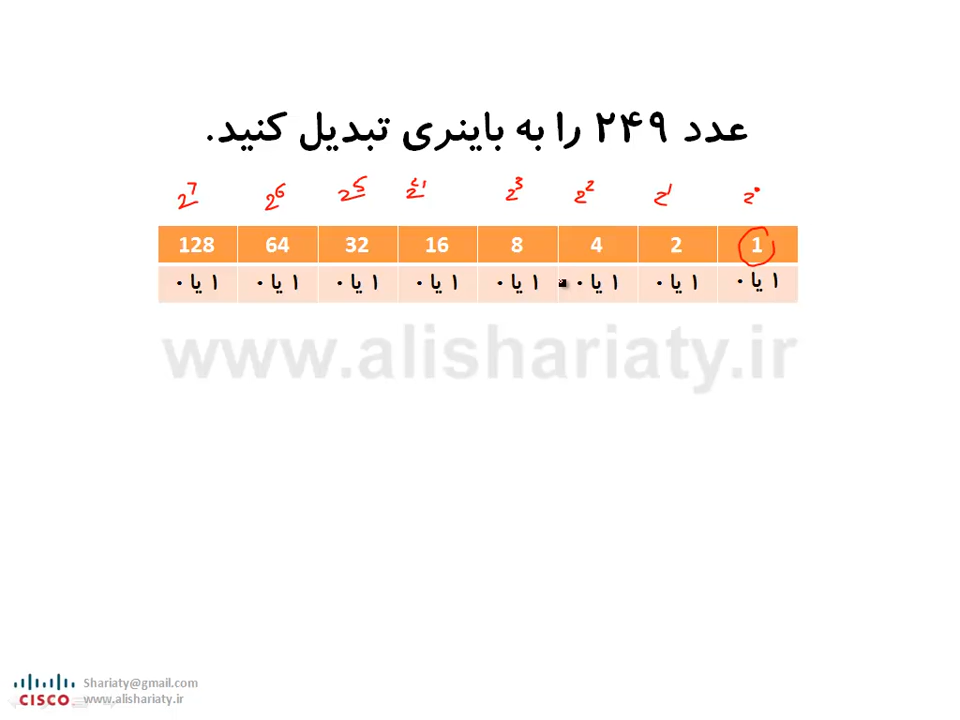 عدد ۲۴۹ را به باینری تبدیل کنید.
2⁷ 2⁶ 2⁵ 2⁴ 2³ 2² 2¹ 2⁰
128 64 32 16 8 4 2 1
۱ یا ۰ ۱ یا ۰ ۱ یا ۰ ۱ یا ۰ ۱ یا ۰ ۱ یا ۰ ۱ یا ۰ ۱ یا ۰
www.alishariaty.ir
Shariaty@gmail.com
CISCO www.alishariaty.ir